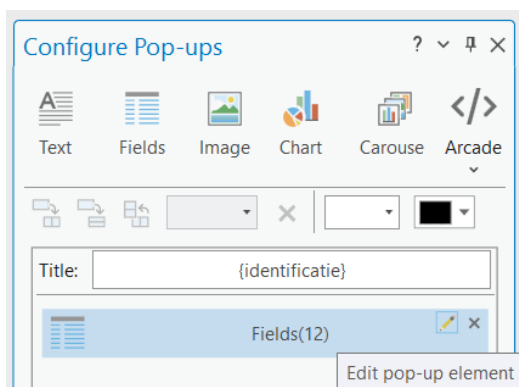 Configure Pop-ups ?
Text Fields Image Chart Carouse Arcade
Title: {identificatie}
Fields(12)
Edit pop-up element